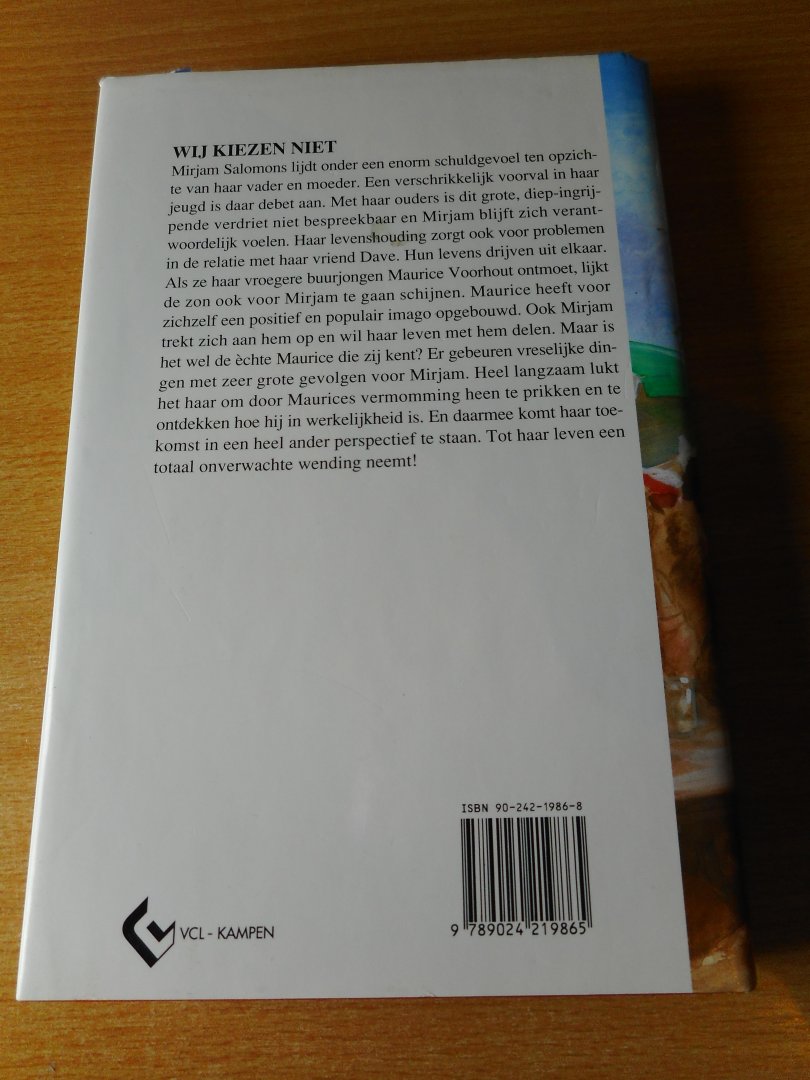 WIJ KIEZEN NIET
Mirjam Salomons lijdt onder een enorm schuldgevoel ten opzich-
te van haar vader en moeder. Een verschrikkelijk voorval in haar
jeugd is daar debet aan. Met haar ouders is dit grote, diep-ingrij-
pende verdriet niet bespreekbaar en Mirjam blijft zich verant-
woordelijk voelen. Haar levenshouding zorgt ook voor problemen
in de relatie met haar vriend Dave. Hun levens drijven uit elkaar.
Als ze haar vroegere buurjongen Maurice Voorhout ontmoet, lijkt
de zon ook voor Mirjam te gaan schijnen. Maurice heeft voor
zichzelf een positief en populair imago opgebouwd. Ook Mirjam
trekt zich aan hem op en wil haar leven met hem delen. Maar is
het wel de èchte Maurice die zij kent? Er gebeuren vreselijke din-
gen met zeer grote gevolgen voor Mirjam. Heel langzaam lukt
het haar om door Maurices vermomming heen te prikken en te
ontdekken hoe hij in werkelijkheid is. En daarmee komt haar toe-
komst in een heel ander perspectief te staan. Tot haar leven een
totaal onverwachte wending neemt!
ISBN 90-242-1986-8
9 789024 219865
VCL - KAMPEN